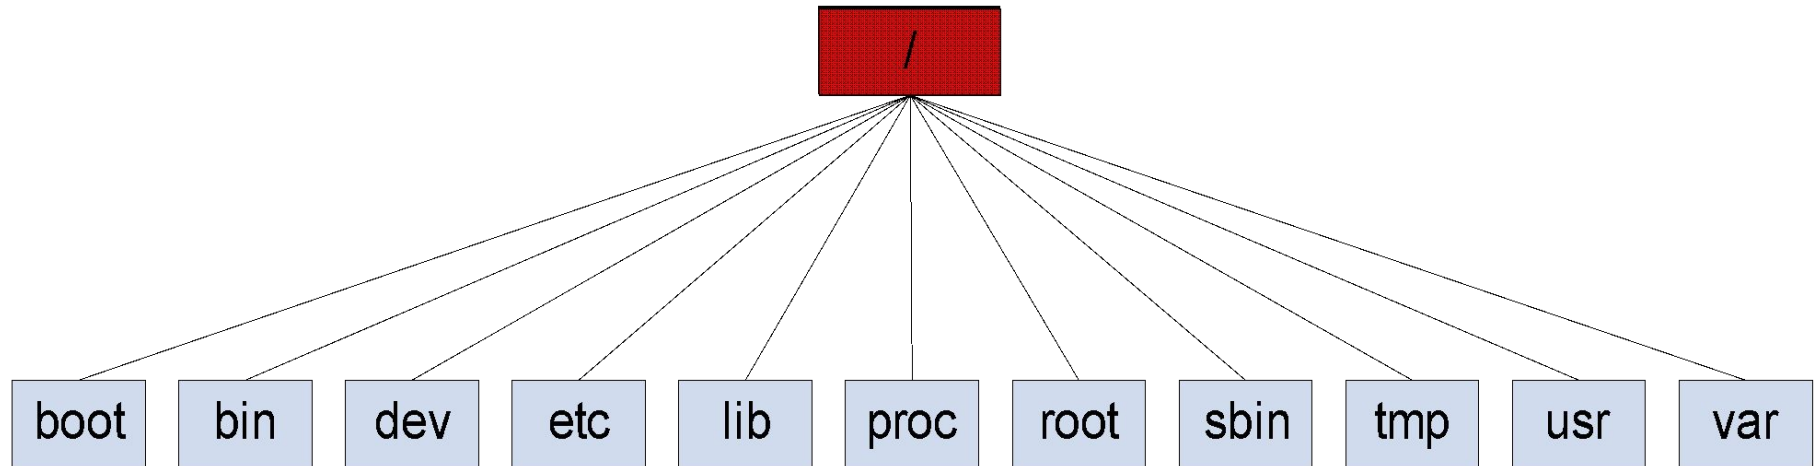 /
boot bin dev etc lib proc root sbin tmp usr var